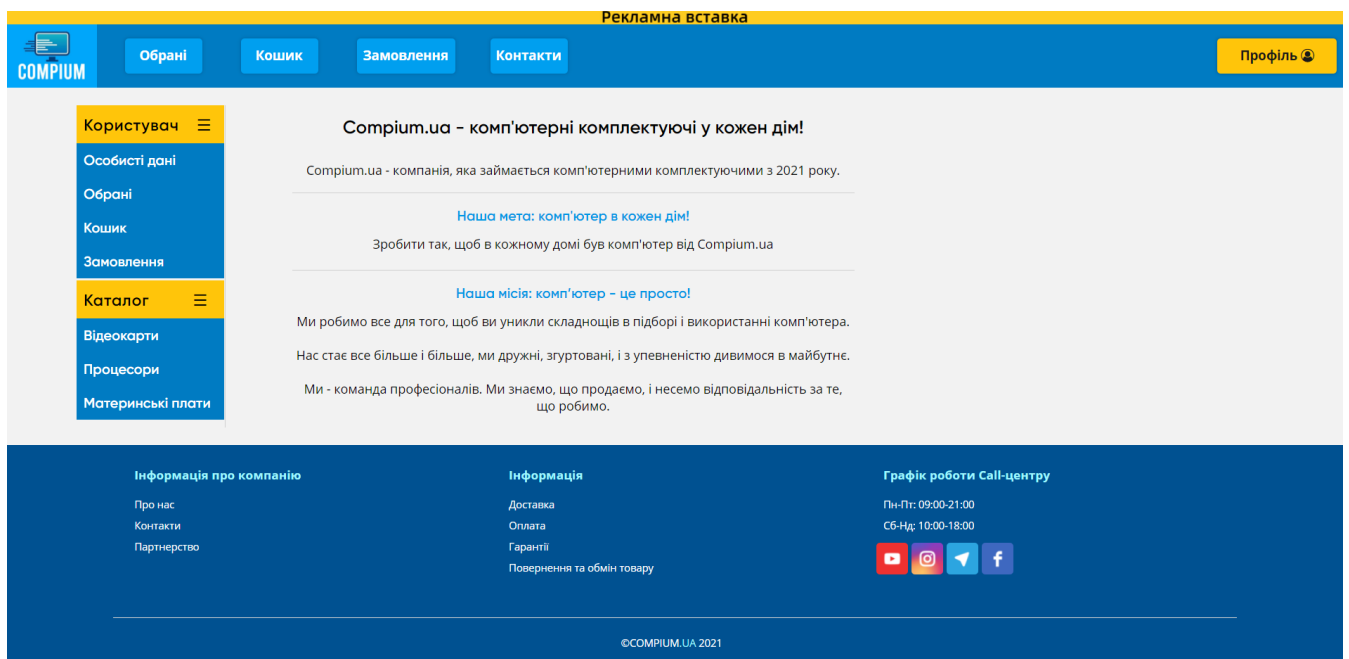 Рекламна вставка
COMPIUM
Обрані
Кошик
Замовлення
Контакти
Профіль
Користувач
Особисті дані
Обрані
Кошик
Замовлення
Каталог
Відеокарти
Процесори
Материнські плати
Compium.ua - комп'ютерні комплектуючі у кожен дім!
Compium.ua - компанія, яка займається комп'ютерними комплектуючими з 2021 року.
Наша мета: комп'ютер в кожен дім!
Зробити так, щоб в кожному домі був комп'ютер від Compium.ua
Наша місія: комп’ютер - це просто!
Ми робимо все для того, щоб ви уникли складнощів в підборі і використанні комп'ютера.
Нас стає все більше і більше, ми дружні, згуртовані, і з упевненістю дивимося в майбутнє.
Ми - команда професіоналів. Ми знаємо, що продаємо, і несемо відповідальність за те,
що робимо.
Інформація про компанію
Про нас
Контакти
Партнерство
Інформація
Доставка
Оплата
Гарантії
Повернення та обмін товару
Графік роботи Call-центру
Пн-Пт: 09:00-21:00
Сб-Нд: 10:00-18:00
©COMPIUM.UA 2021